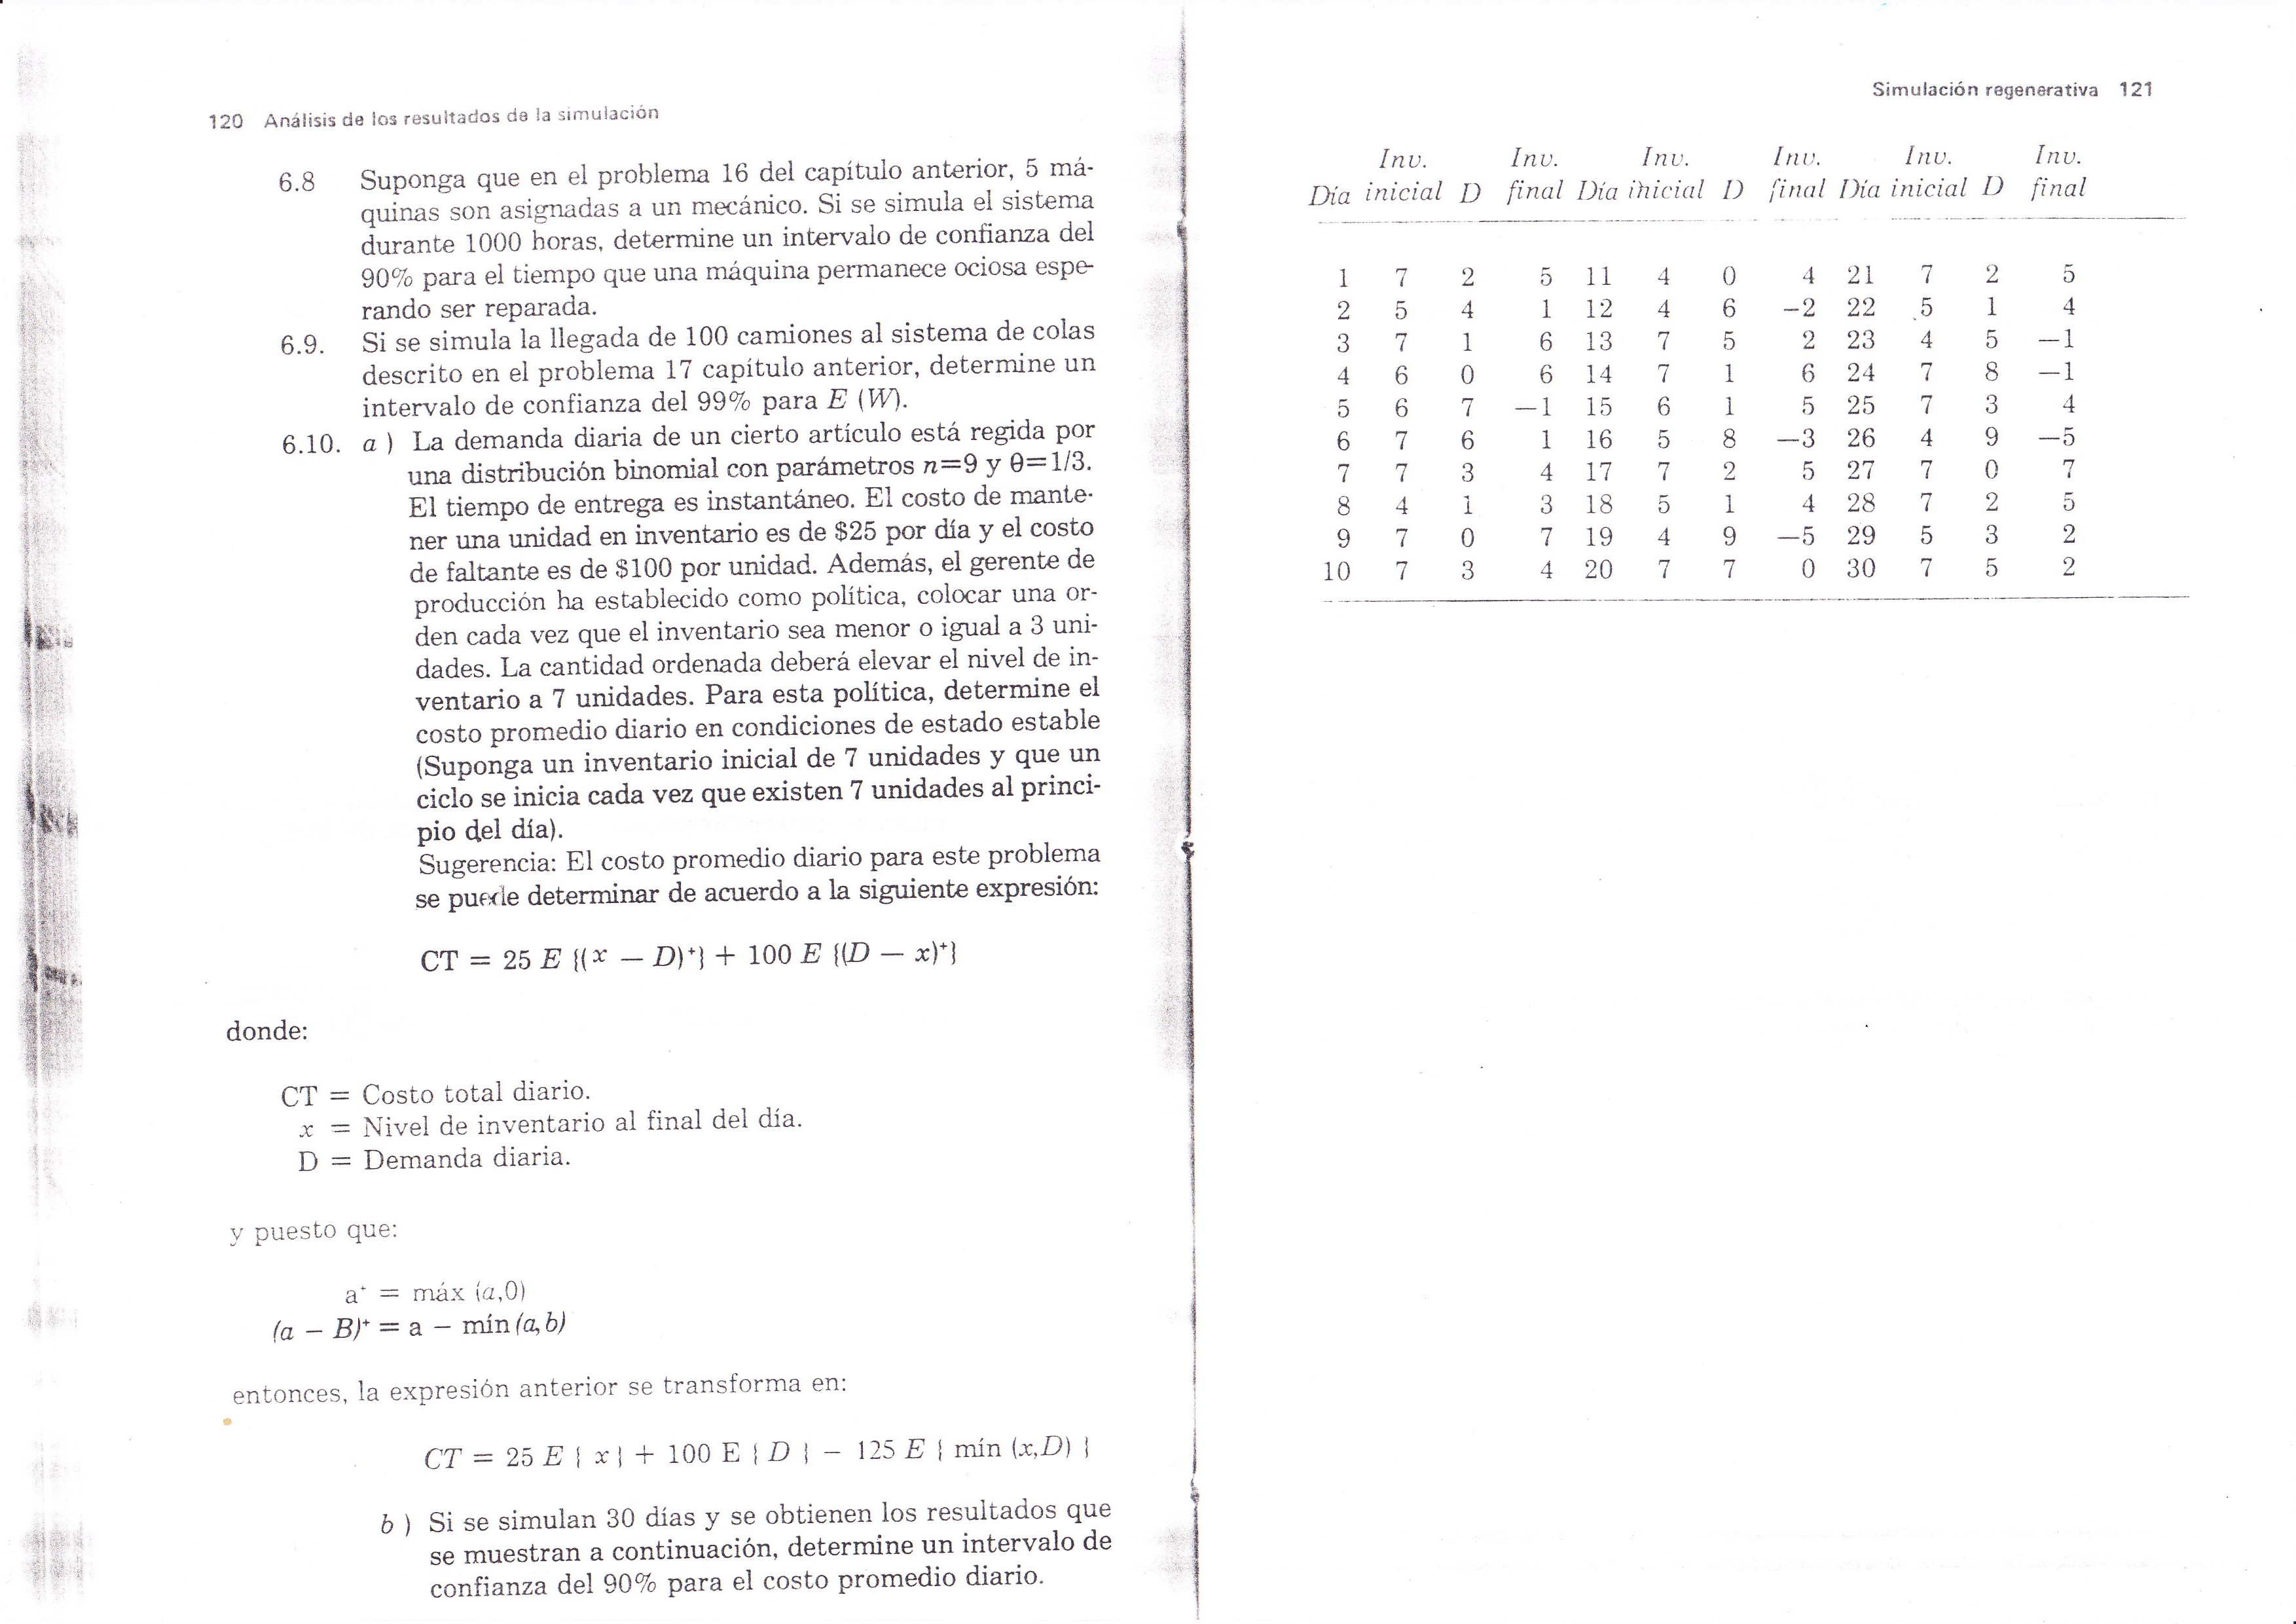 120 Análisis de los resultados de la simulación
6.8 Suponga que en el problema 16 del capítulo anterior, 5 má-
quinas son asignadas a un mecánico. Si se simula el sistema
durante 1000 horas, determine un intervalo de confianza del
90% para el tiempo que una máquina permanece ociosa espe-
rando ser reparada.
6.9. Si se simula la llegada de 100 camiones al sistema de colas
descrito en el problema 17 capítulo anterior, determine un
intervalo de confianza del 99% para E (W).
6.10. a ) La demanda diaria de un cierto artículo está regida por
una distribución binomial con parámetros n=9 y θ=1/3.
El tiempo de entrega es instantáneo. El costo de mante-
ner una unidad en inventario es de $25 por día y el costo
de faltante es de $100 por unidad. Además, el gerente de
producción ha establecido como política, colocar una or-
den cada vez que el inventario sea menor o igual a 3 uni-
dades. La cantidad ordenada deberá elevar el nivel de in-
ventario a 7 unidades. Para esta política, determine el
costo promedio diario en condiciones de estado estable
(Suponga un inventario inicial de 7 unidades y que un
ciclo se inicia cada vez que existen 7 unidades al princi-
pio del día).
Sugerencia: El costo promedio diario para este problema
se puede determinar de acuerdo a la siguiente expresión:
CT = 25 E {(x − D)⁺} + 100 E {(D − x)⁺}
donde:
CT = Costo total diario.
x = Nivel de inventario al final del día.
D = Demanda diaria.
y puesto que:
a⁺ = máx (a,0)
(a − B)⁺ = a − mín (a, b)
entonces, la expresión anterior se transforma en:
CT = 25 E { x } + 100 E { D } − 125 E { mín (x,D) }
b ) Si se simulan 30 días y se obtienen los resultados que
se muestran a continuación, determine un intervalo de
confianza del 90% para el costo promedio diario.
Simulación regenerativa 121
Inv. Inv. Inv. Inv. Inv. Inv.
Día inicial D final Día inicial D final Día inicial D final
1 7 2 5 11 4 0 4 21 7 2 5
2 5 4 1 12 4 6 −2 22 5 1 4
3 7 1 6 13 7 5 2 23 4 5 −1
4 6 0 6 14 7 1 6 24 7 8 −1
5 6 7 −1 15 6 1 5 25 7 3 4
6 7 6 1 16 5 8 −3 26 4 9 −5
7 7 3 4 17 7 2 5 27 7 0 7
8 4 1 3 18 5 1 4 28 7 2 5
9 7 0 7 19 4 9 −5 29 5 3 2
10 7 3 4 20 7 7 0 30 7 5 2